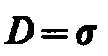 D = σ